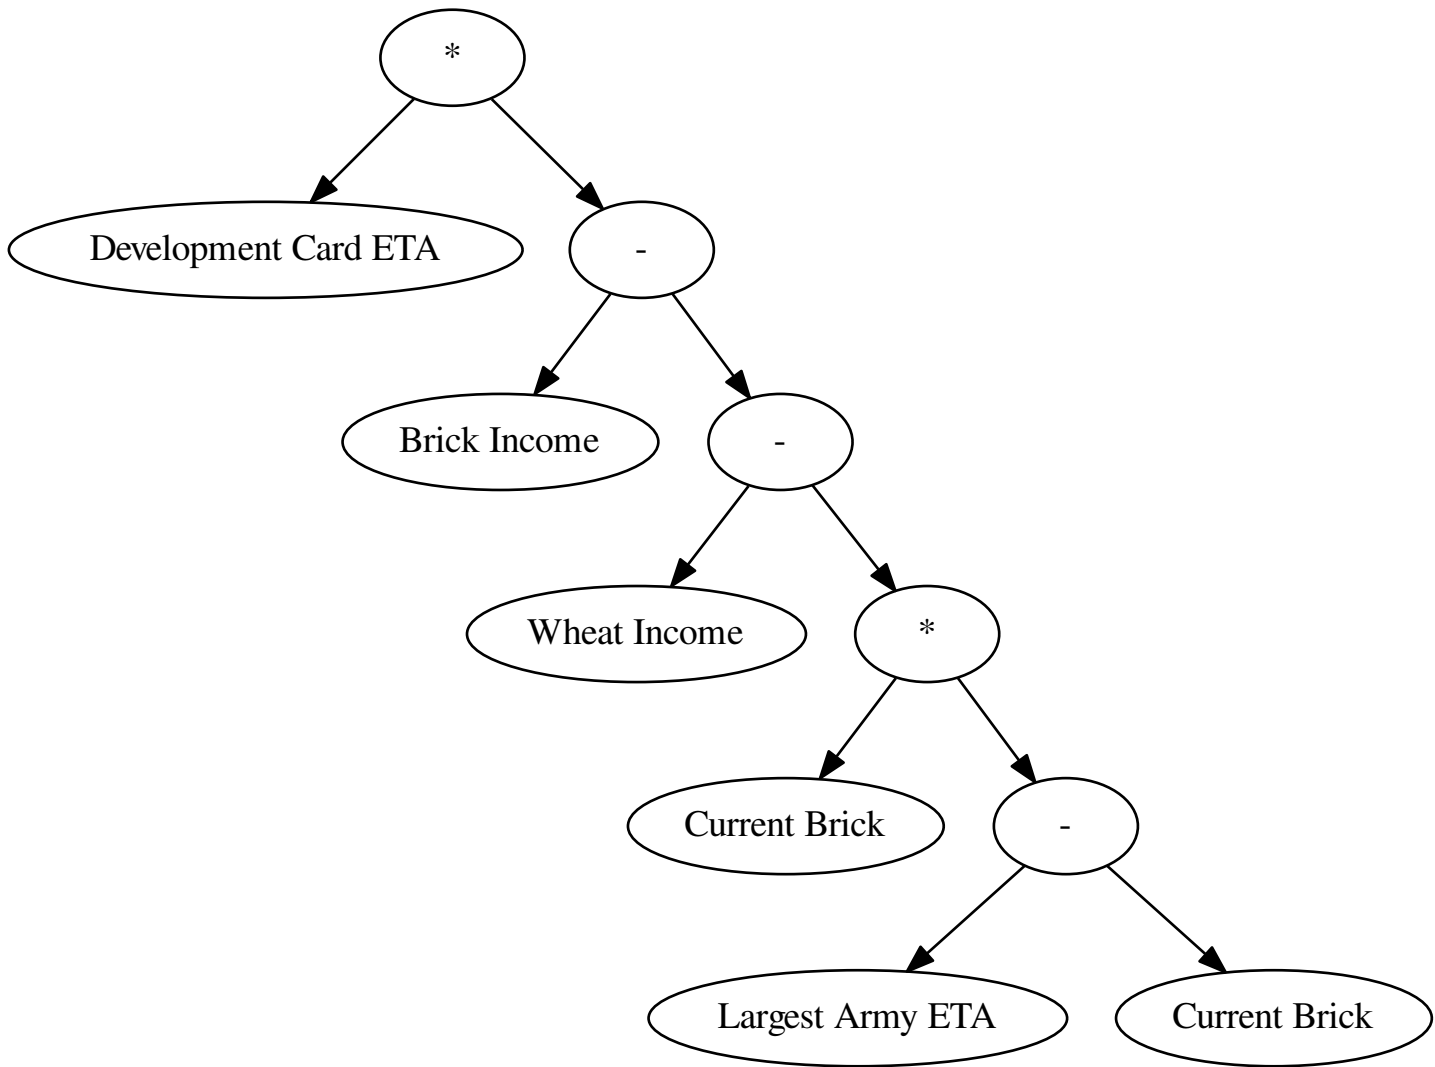 *
Development Card ETA
-
Brick Income
-
Wheat Income
*
Current Brick
-
Largest Army ETA
Current Brick